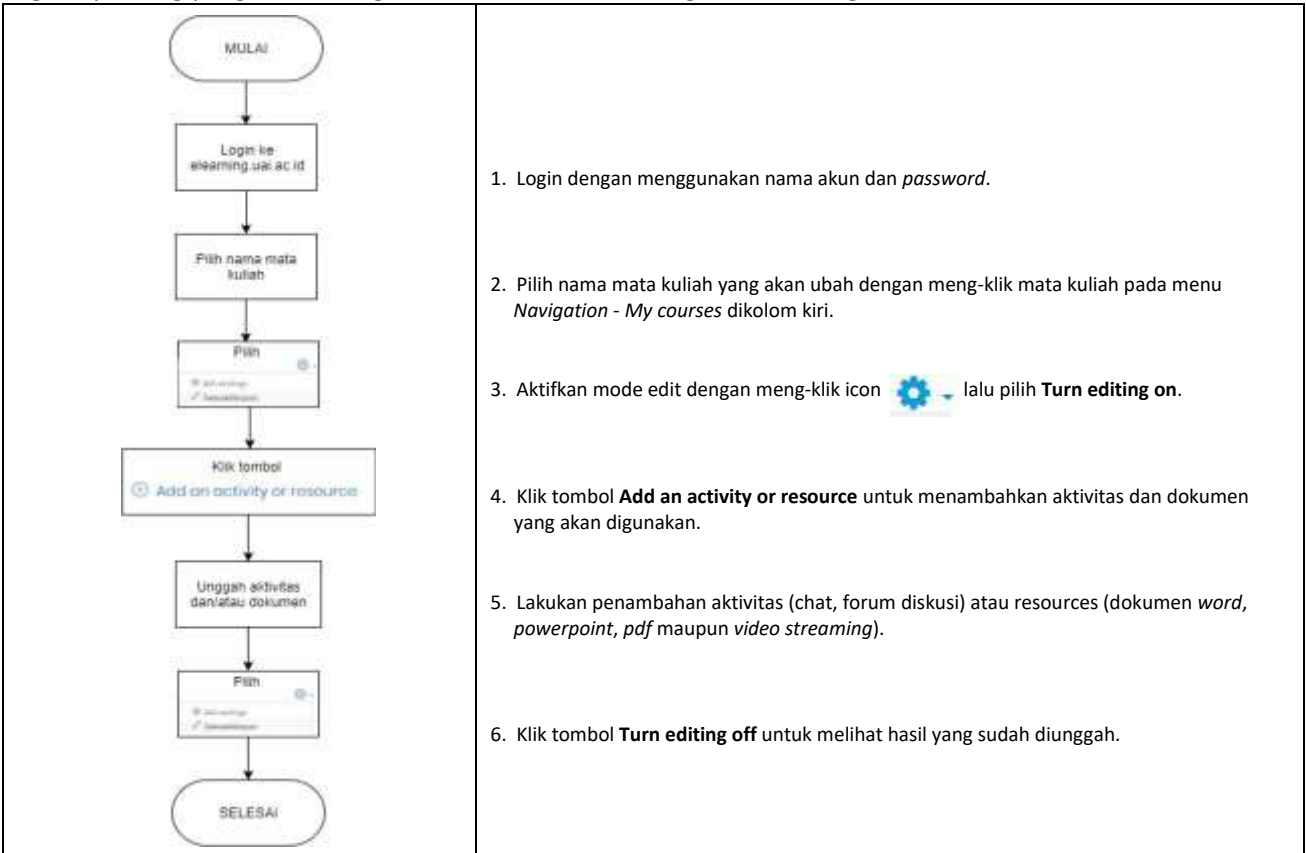 MULAI
Login ke
elearning.uai.ac.id
Pilih nama mata
kuliah
Pilih
Klik tombol
Add an activity or resource
Unggah aktivitas
dan/atau dokumen
Pilih
SELESAI
1. Login dengan menggunakan nama akun dan password.
2. Pilih nama mata kuliah yang akan ubah dengan meng-klik mata kuliah pada menu
Navigation - My courses dikolom kiri.
3. Aktifkan mode edit dengan meng-klik icon lalu pilih Turn editing on.
4. Klik tombol Add an activity or resource untuk menambahkan aktivitas dan dokumen
yang akan digunakan.
5. Lakukan penambahan aktivitas (chat, forum diskusi) atau resources (dokumen word,
powerpoint, pdf maupun video streaming).
6. Klik tombol Turn editing off untuk melihat hasil yang sudah diunggah.